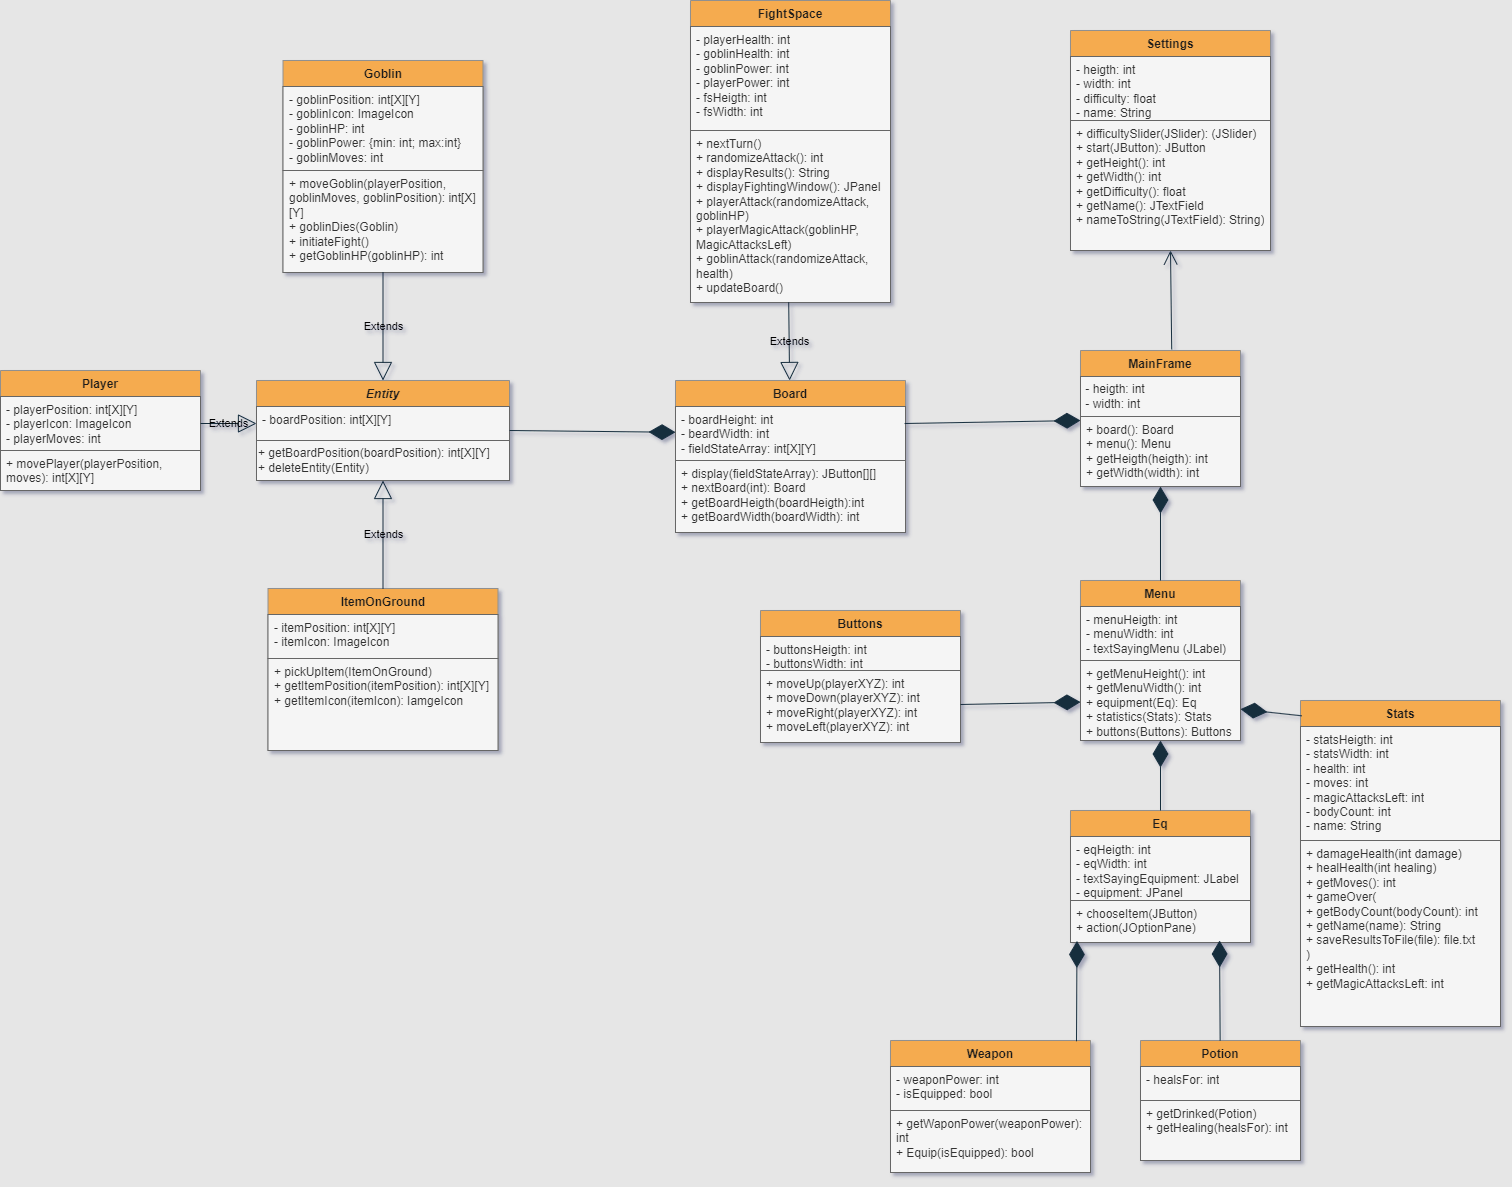 FightSpace
- playerHealth: int
- goblinHealth: int
- goblinPower: int
- playerPower: int
- fsHeigth: int
- fsWidth: int
+ nextTurn()
+ randomizeAttack(): int
+ displayResults(): String
+ displayFightingWindow(): JPanel
+ playerAttack(randomizeAttack,
goblinHP)
+ playerMagicAttack(goblinHP,
MagicAttacksLeft)
+ goblinAttack(randomizeAttack,
health)
+ updateBoard()
Extends
Settings
- heigth: int
- width: int
- difficulty: float
- name: String
+ difficultySlider(JSlider): (JSlider)
+ start(JButton): JButton
+ getHeight(): int
+ getWidth(): int
+ getDifficulty(): float
+ getName(): JTextField
+ nameToString(JTextField): String)
Goblin
- goblinPosition: int[X][Y]
- goblinIcon: ImageIcon
- goblinHP: int
- goblinPower: {min: int; max:int}
- goblinMoves: int
+ moveGoblin(playerPosition,
goblinMoves, goblinPosition): int[X]
[Y]
+ goblinDies(Goblin)
+ initiateFight()
+ getGoblinHP(goblinHP): int
Extends
Player
- playerPosition: int[X][Y]
- playerIcon: ImageIcon
- playerMoves: int
+ movePlayer(playerPosition,
moves): int[X][Y]
Extends
Entity
- boardPosition: int[X][Y]
+ getBoardPosition(boardPosition): int[X][Y]
+ deleteEntity(Entity)
Extends
Board
- boardHeight: int
- beardWidth: int
- fieldStateArray: int[X][Y]
+ display(fieldStateArray): JButton[][]
+ nextBoard(int): Board
+ getBoardHeigth(boardHeigth):int
+ getBoardWidth(boardWidth): int
MainFrame
- heigth: int
- width: int
+ board(): Board
+ menu(): Menu
+ getHeigth(heigth): int
+ getWidth(width): int
ItemOnGround
- itemPosition: int[X][Y]
- itemIcon: ImageIcon
+ pickUpItem(ItemOnGround)
+ getItemPosition(itemPosition): int[X][Y]
+ getItemIcon(itemIcon): IamgeIcon
Buttons
- buttonsHeigth: int
- buttonsWidth: int
+ moveUp(playerXYZ): int
+ moveDown(playerXYZ): int
+ moveRight(playerXYZ): int
+ moveLeft(playerXYZ): int
Menu
- menuHeigth: int
- menuWidth: int
- textSayingMenu (JLabel)
+ getMenuHeight(): int
+ getMenuWidth(): int
+ equipment(Eq): Eq
+ statistics(Stats): Stats
+ buttons(Buttons): Buttons
Stats
- statsHeigth: int
- statsWidth: int
- health: int
- moves: int
- magicAttacksLeft: int
- bodyCount: int
- name: String
+ damageHealth(int damage)
+ healHealth(int healing)
+ getMoves(): int
+ gameOver(
+ getBodyCount(bodyCount): int
+ getName(name): String
+ saveResultsToFile(file): file.txt
)
+ getHealth(): int
+ getMagicAttacksLeft: int
Eq
- eqHeigth: int
- eqWidth: int
- textSayingEquipment: JLabel
- equipment: JPanel
+ chooseItem(JButton)
+ action(JOptionPane)
Weapon
- weaponPower: int
- isEquipped: bool
+ getWaponPower(weaponPower):
int
+ Equip(isEquipped): bool
Potion
- healsFor: int
+ getDrinked(Potion)
+ getHealing(healsFor): int